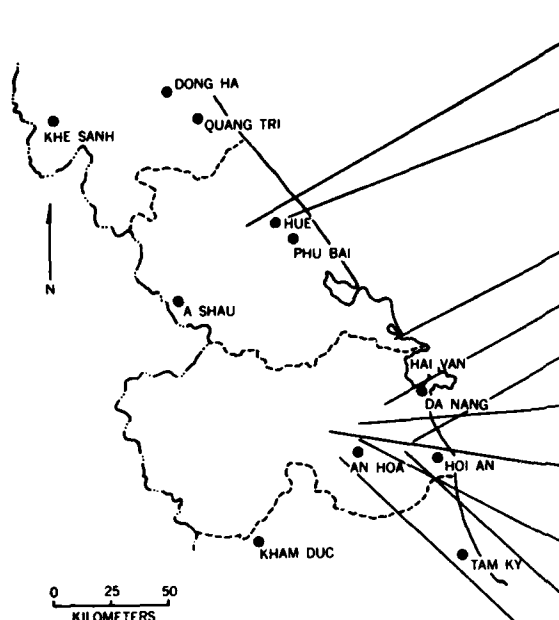 DONG HA
QUANG TRI
KHE SANH
HUE
PHU BAI
N
A SHAU
HAI VAN
DA NANG
AN HOA
HOI AN
KHAM DUC
TAM KY
0 25 50
KILOMETERS